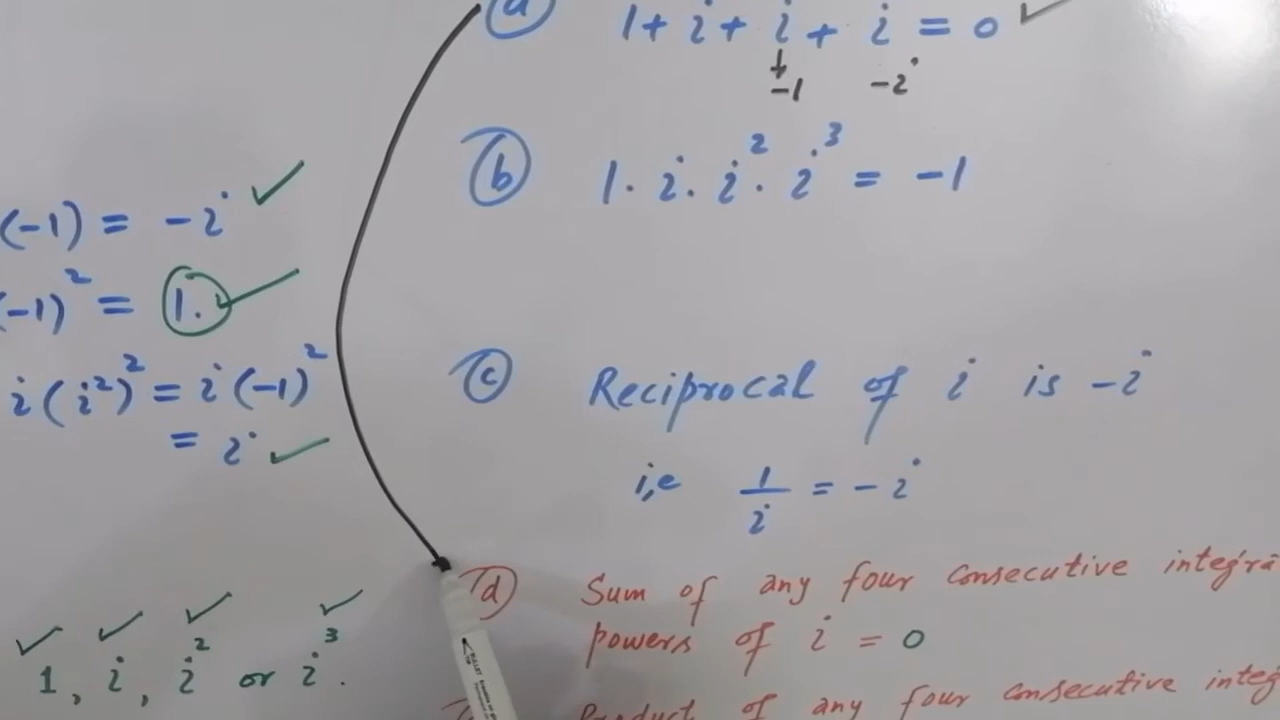 (-1) = -i
(-1)² = 1.
i(i²)² = i(-1)²
= i
1, i, i² or i³.
ⓐ 1 + i + i + i = 0
-1 -i
ⓑ 1 . i . i² . i³ = -1
ⓒ Reciprocal of i is -i
i,e 1/i = -i
ⓓ Sum of any four consecutive integra
powers of i = 0
Product of any four consecutive integ